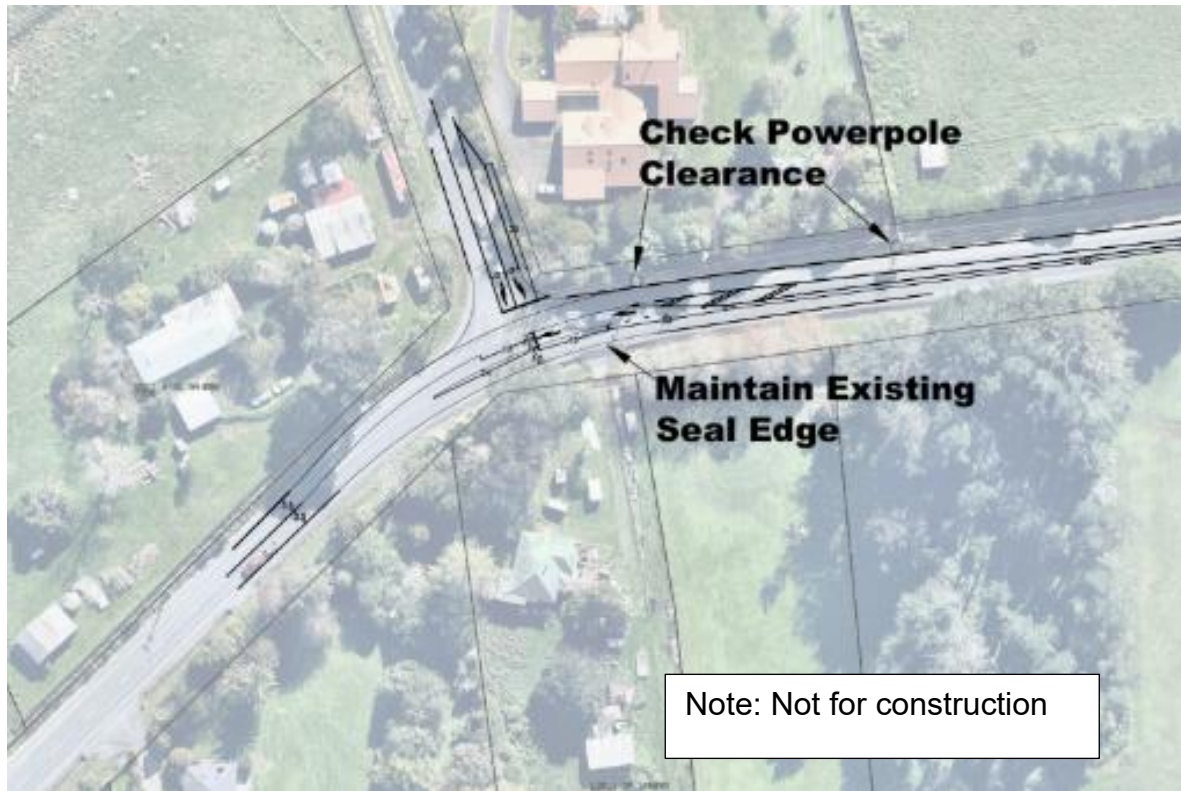 Check Powerpole
Clearance
Maintain Existing
Seal Edge
Note: Not for construction